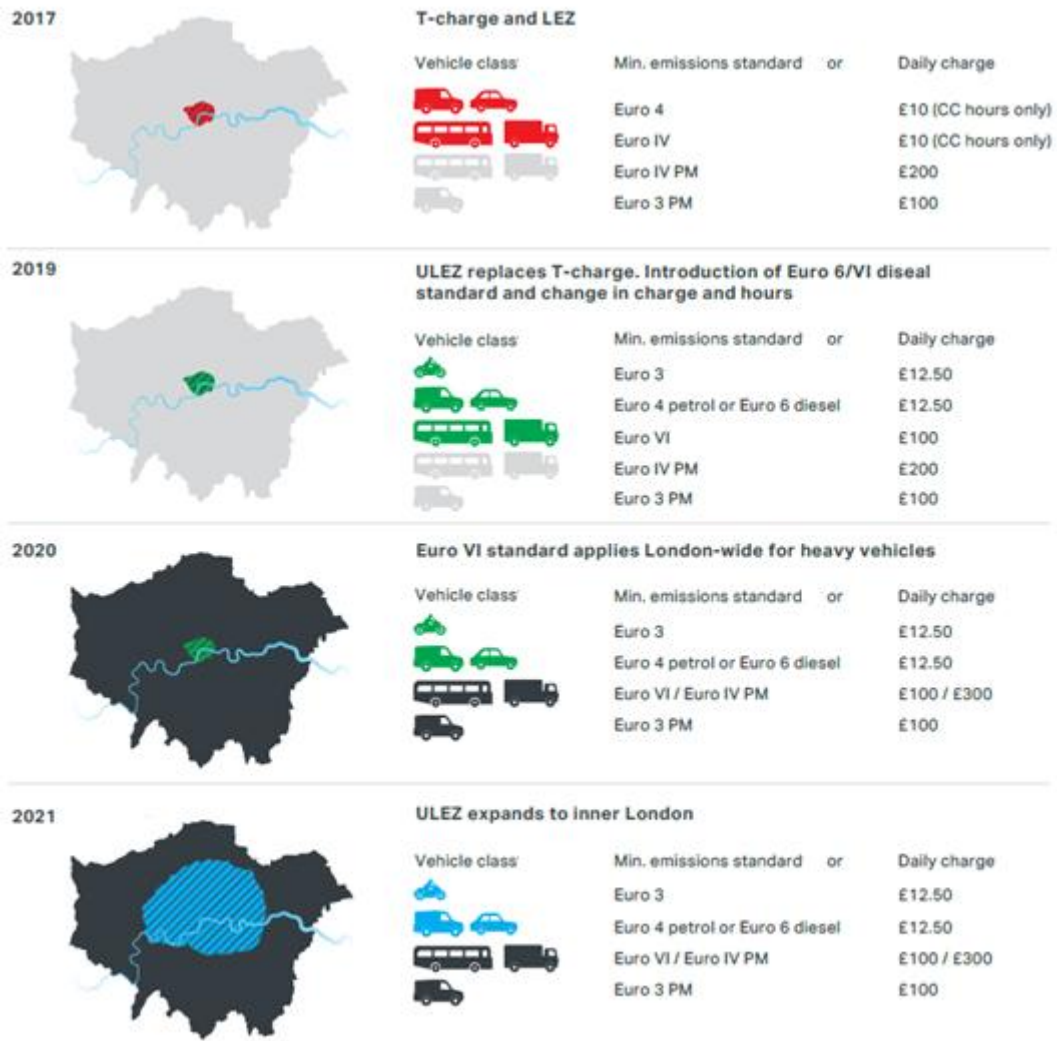 2017
T-charge and LEZ
Vehicle class Min. emissions standard or Daily charge
Euro 4 £10 (CC hours only)
Euro IV £10 (CC hours only)
Euro IV PM £200
Euro 3 PM £100
2019
ULEZ replaces T-charge. Introduction of Euro 6/VI diseal
standard and change in charge and hours
Vehicle class Min. emissions standard or Daily charge
Euro 3 £12.50
Euro 4 petrol or Euro 6 diesel £12.50
Euro VI £100
Euro IV PM £200
Euro 3 PM £100
2020
Euro VI standard applies London-wide for heavy vehicles
Vehicle class Min. emissions standard or Daily charge
Euro 3 £12.50
Euro 4 petrol or Euro 6 diesel £12.50
Euro VI / Euro IV PM £100 / £300
Euro 3 PM £100
2021
ULEZ expands to inner London
Vehicle class Min. emissions standard or Daily charge
Euro 3 £12.50
Euro 4 petrol or Euro 6 diesel £12.50
Euro VI / Euro IV PM £100 / £300
Euro 3 PM £100